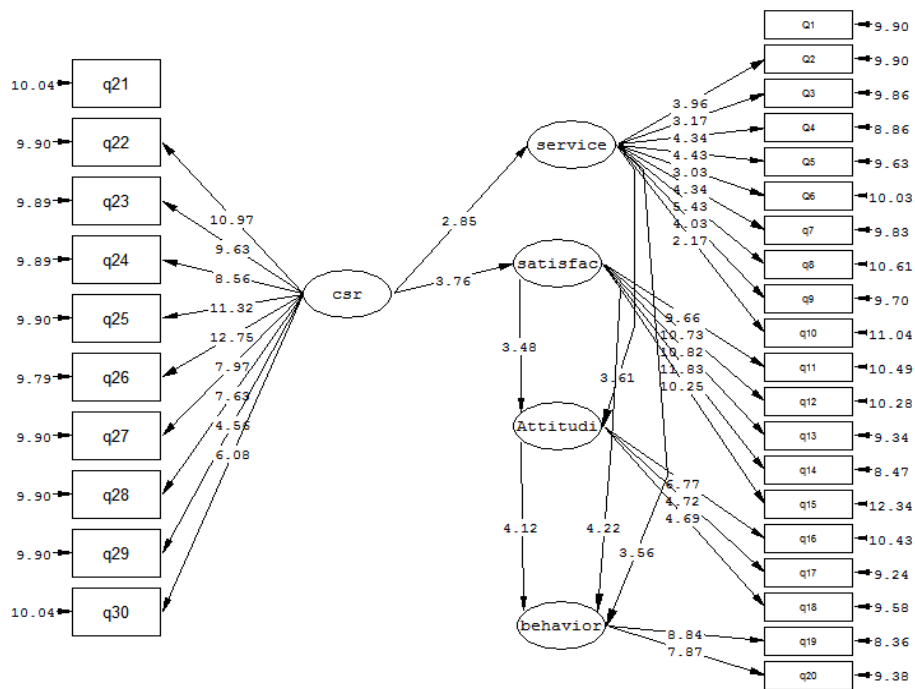 10.04 q21
9.90 q22
9.89 q23
9.89 q24
9.90 q25
9.79 q26
9.90 q27
9.90 q28
9.90 q29
10.04 q30
10.97
9.63
8.56
11.32
12.75
7.97
7.63
4.56
6.08
csr
2.85
3.76
service
satisfac
3.48
3.61
Attitudi
4.12
4.22
3.56
behavior
3.96
3.17
4.34
4.43
3.03
4.34
5.43
4.03
2.17
9.66
10.73
10.82
11.83
10.25
6.77
4.72
4.69
8.84
7.87
Q1 9.90
Q2 9.90
Q3 9.86
Q4 8.86
Q5 9.63
Q6 10.03
q7 9.83
q8 10.61
q9 9.70
q10 11.04
q11 10.49
q12 10.28
q13 9.34
q14 8.47
q15 12.34
q16 10.43
q17 9.24
q18 9.58
q19 8.36
q20 9.38